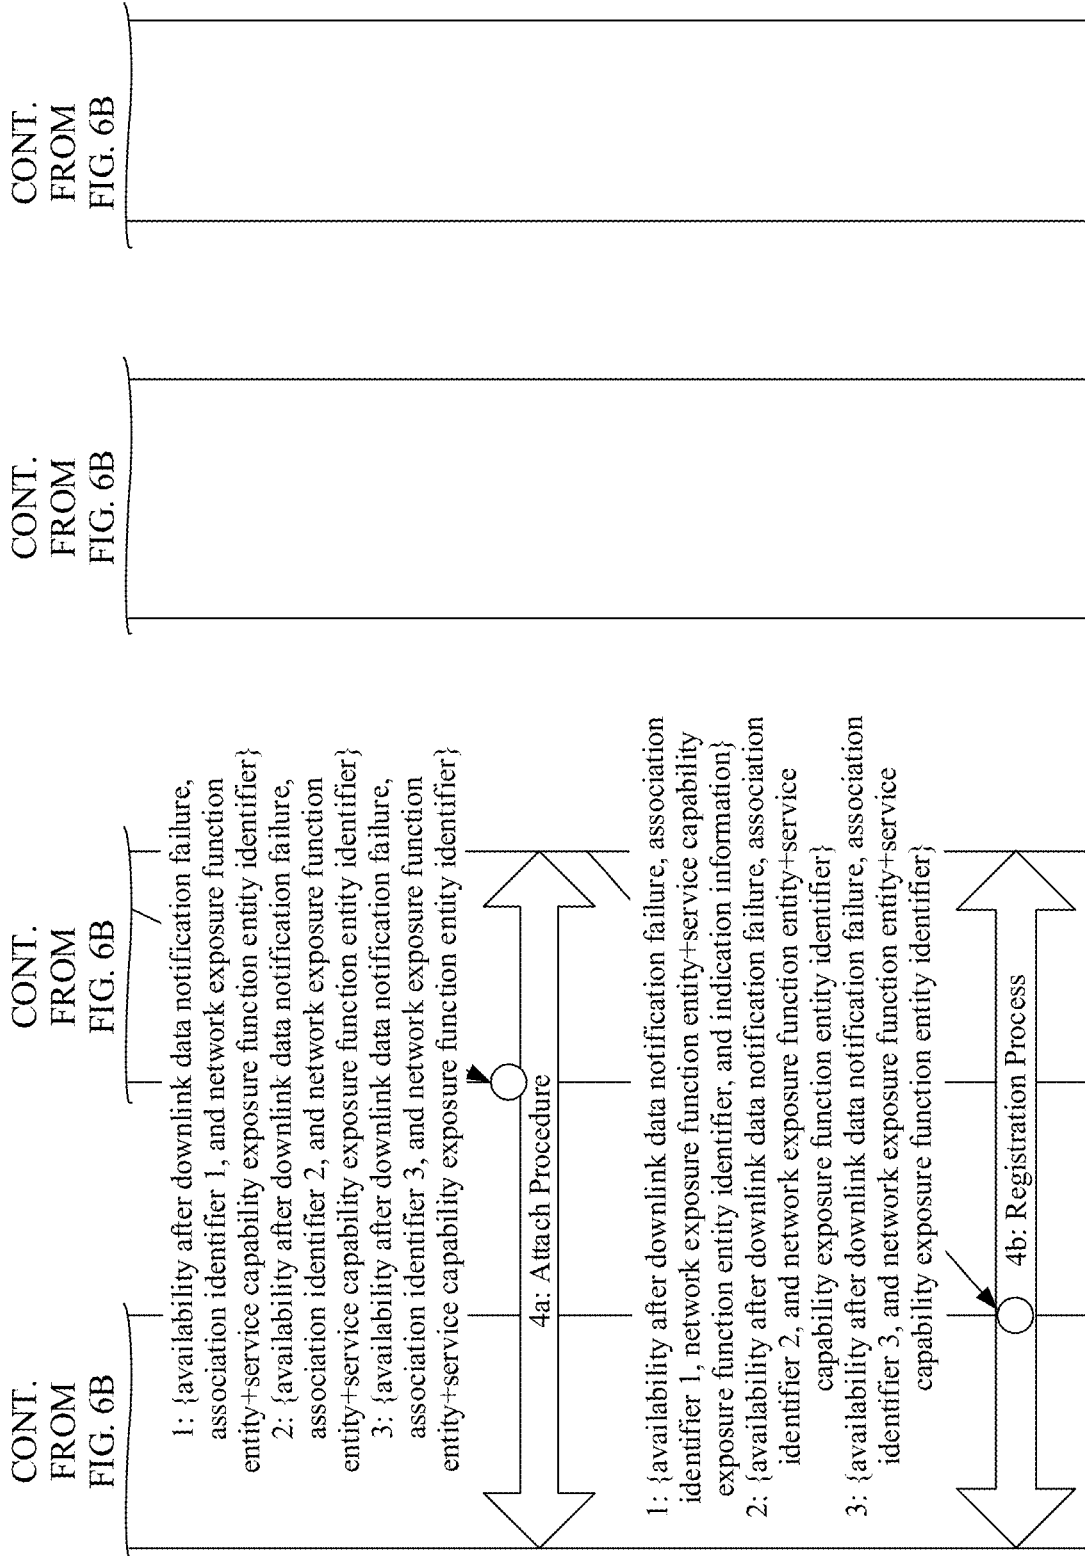 CONT.
FROM
FIG. 6B
CONT.
FROM
FIG. 6B
CONT.
FROM
FIG. 6B
CONT.
FROM
FIG. 6B
1: {availability after downlink data notification failure,
association identifier 1, and network exposure function
entity+service capability exposure function entity identifier}
2: {availability after downlink data notification failure,
association identifier 2, and network exposure function
entity+service capability exposure function entity identifier}
3: {availability after downlink data notification failure,
association identifier 3, and network exposure function
entity+service capability exposure function entity identifier}
4a: Attach Procedure
1: {availability after downlink data notification failure, association
identifier 1, network exposure function entity+service capability
exposure function entity identifier, and indication information}
2: {availability after downlink data notification failure, association
identifier 2, and network exposure function entity+service
capability exposure function entity identifier}
3: {availability after downlink data notification failure, association
identifier 3, and network exposure function entity+service
capability exposure function entity identifier}
4b: Registration Process